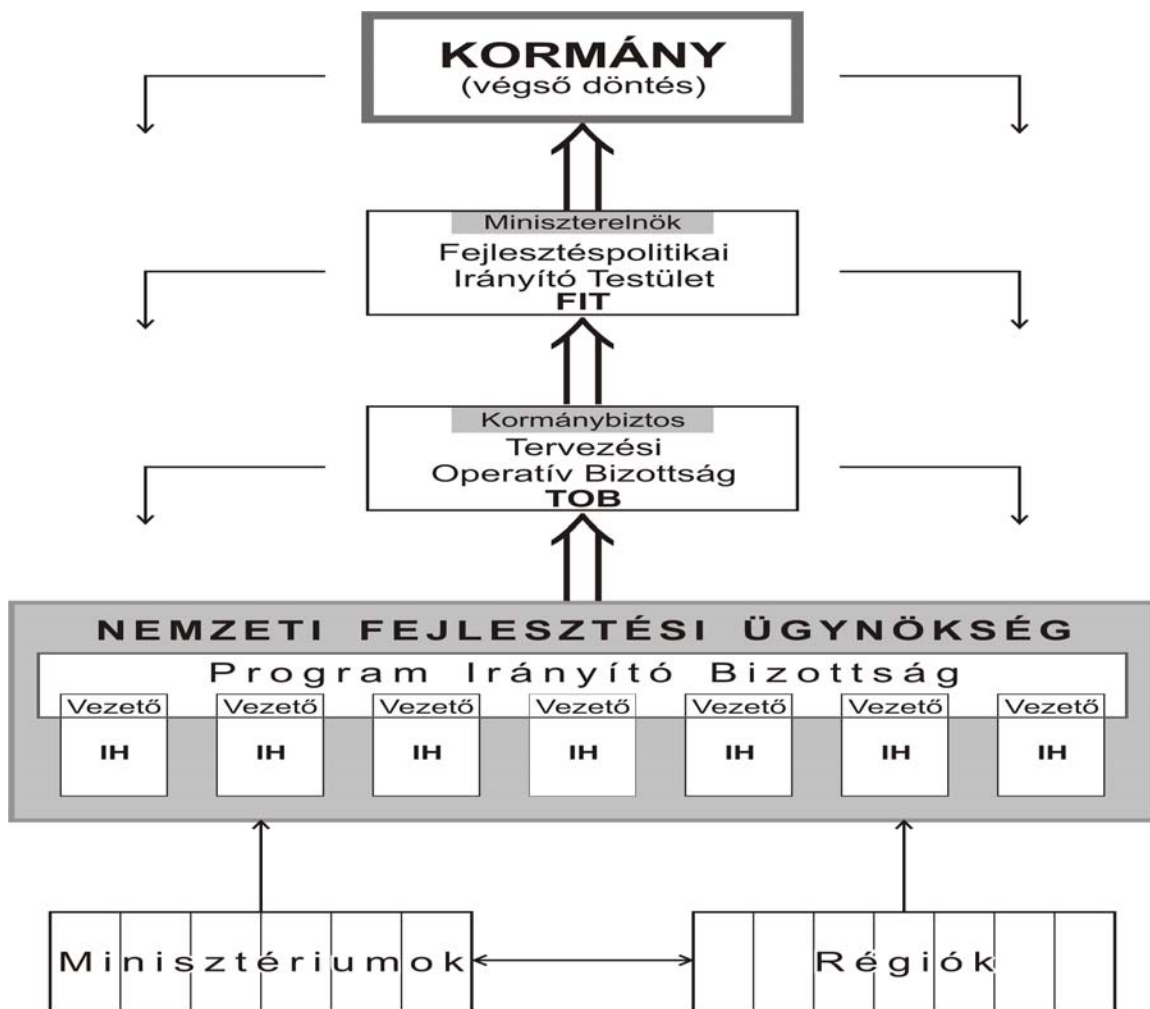 KORMÁNY
(végső döntés)
Miniszterelnök
Fejlesztéspolitikai
Irányító Testület
FIT
Kormánybiztos
Tervezési
Operatív Bizottság
TOB
NEMZETI FEJLESZTÉSI ÜGYNÖKSÉG
Program Irányító Bizottság
Vezető Vezető Vezető Vezető Vezető Vezető Vezető
IH IH IH IH IH IH IH
Minisztériumok Régiók